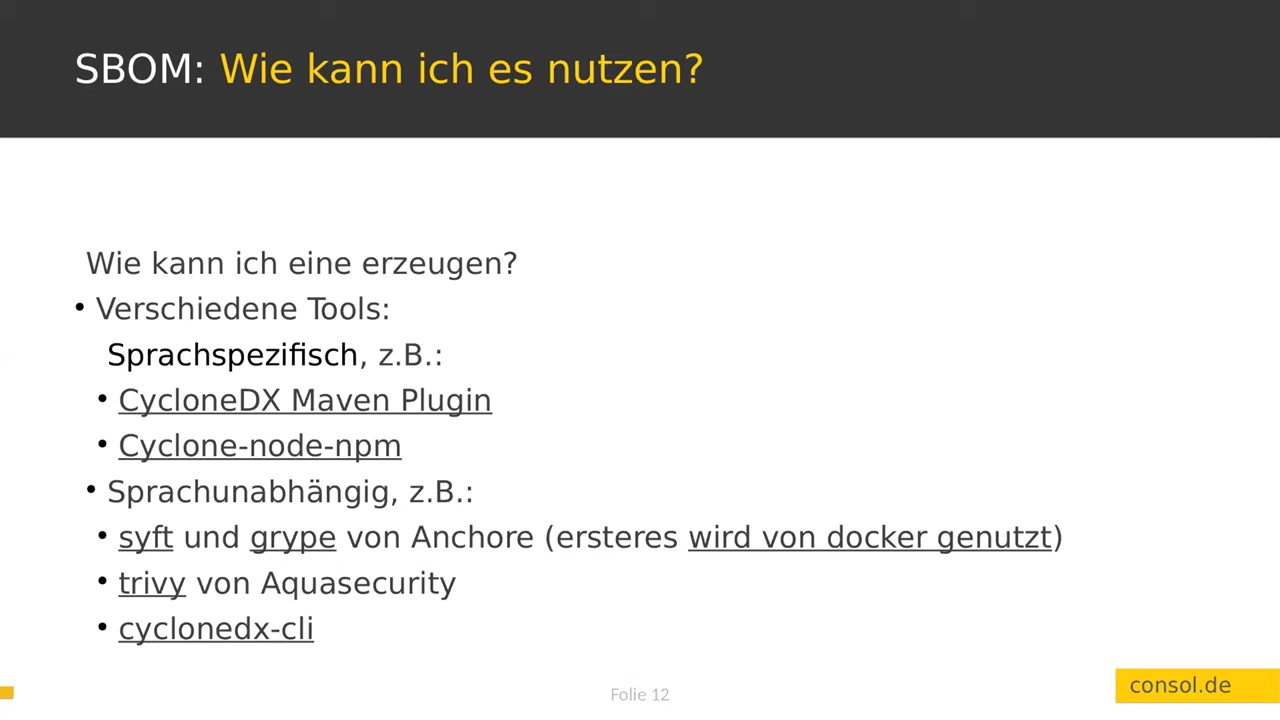 SBOM: Wie kann ich es nutzen?
Wie kann ich eine erzeugen?
• Verschiedene Tools:
Sprachspezifisch, z.B.:
• CycloneDX Maven Plugin
• Cyclone-node-npm
• Sprachunabhängig, z.B.:
• syft und grype von Anchore (ersteres wird von docker genutzt)
• trivy von Aquasecurity
• cyclonedx-cli
Folie 12
consol.de